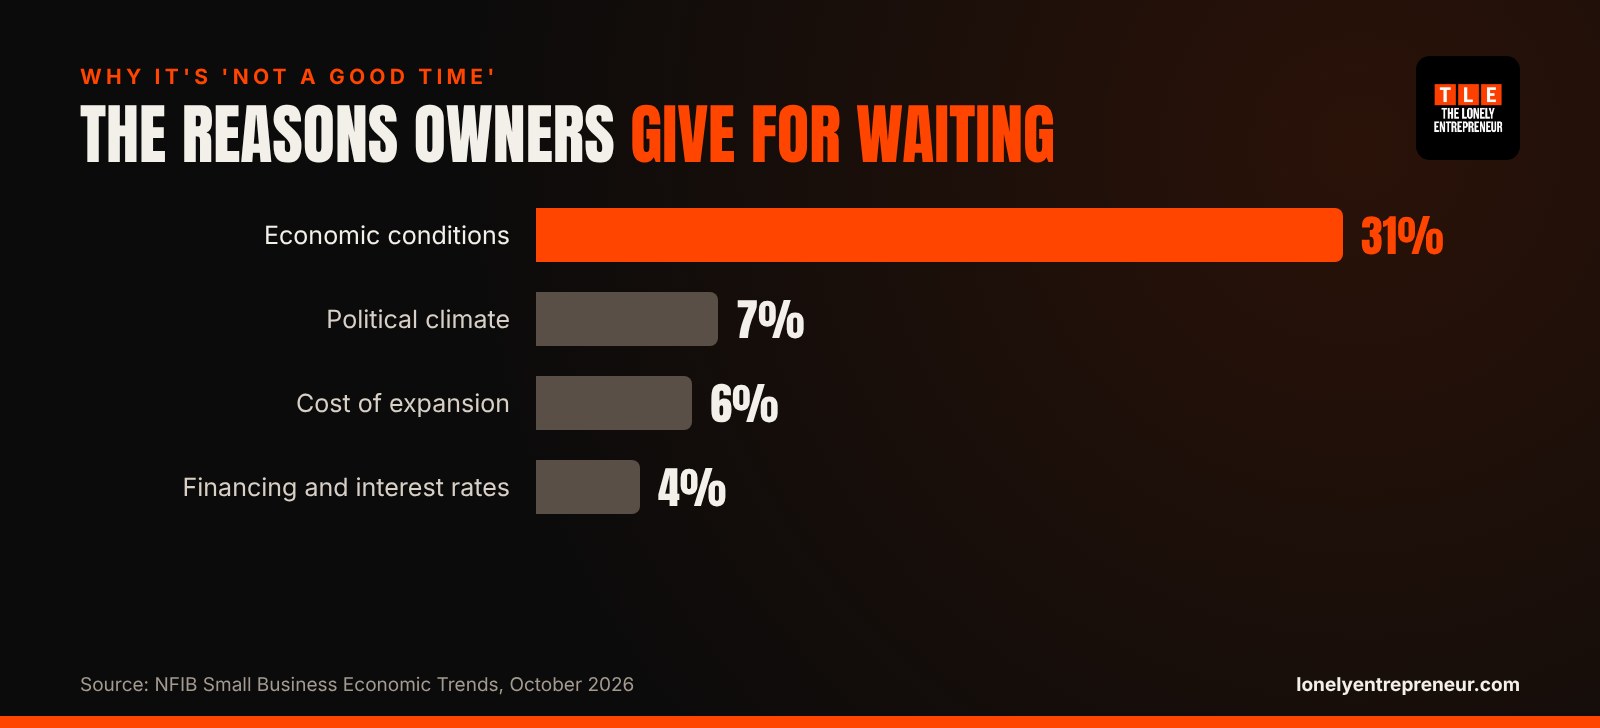 WHY IT'S 'NOT A GOOD TIME'
THE REASONS OWNERS GIVE FOR WAITING
T L E
THE LONELY
ENTREPRENEUR
Economic conditions 31%
Political climate 7%
Cost of expansion 6%
Financing and interest rates 4%
Source: NFIB Small Business Economic Trends, October 2026
lonelyentrepreneur.com